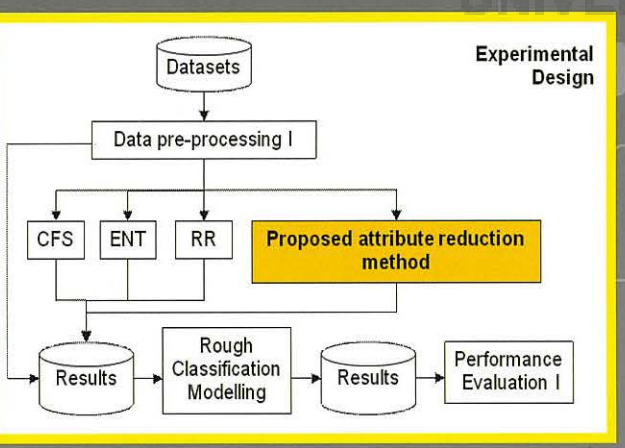 Experimental
Design
Datasets
Data pre-processing I
CFS
ENT
RR
Proposed attribute reduction
method
Results
Rough
Classification
Modelling
Results
Performance
Evaluation I